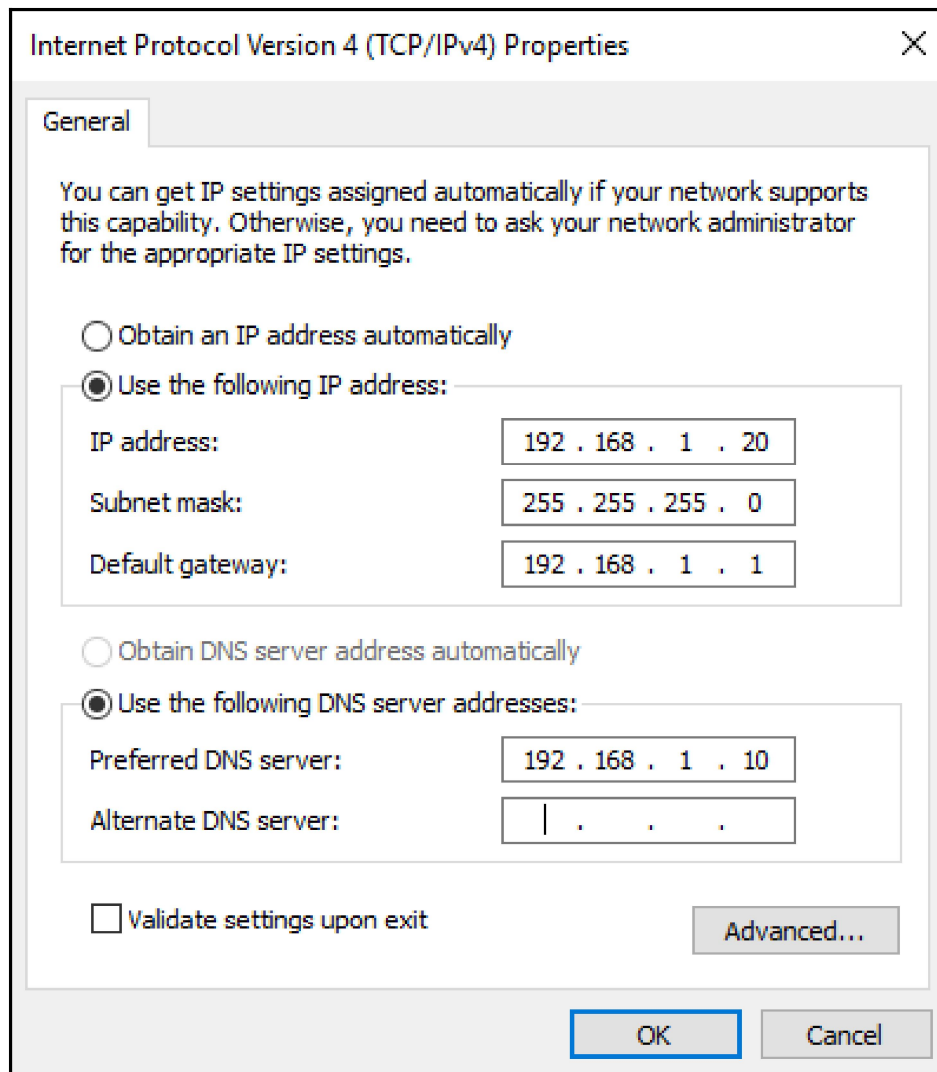 Internet Protocol Version 4 (TCP/IPv4) Properties
General
You can get IP settings assigned automatically if your network supports
this capability. Otherwise, you need to ask your network administrator
for the appropriate IP settings.
Obtain an IP address automatically
Use the following IP address:
IP address: 192 . 168 . 1 . 20
Subnet mask: 255 . 255 . 255 . 0
Default gateway: 192 . 168 . 1 . 1
Obtain DNS server address automatically
Use the following DNS server addresses:
Preferred DNS server: 192 . 168 . 1 . 10
Alternate DNS server: . . .
Validate settings upon exit
Advanced...
OK Cancel